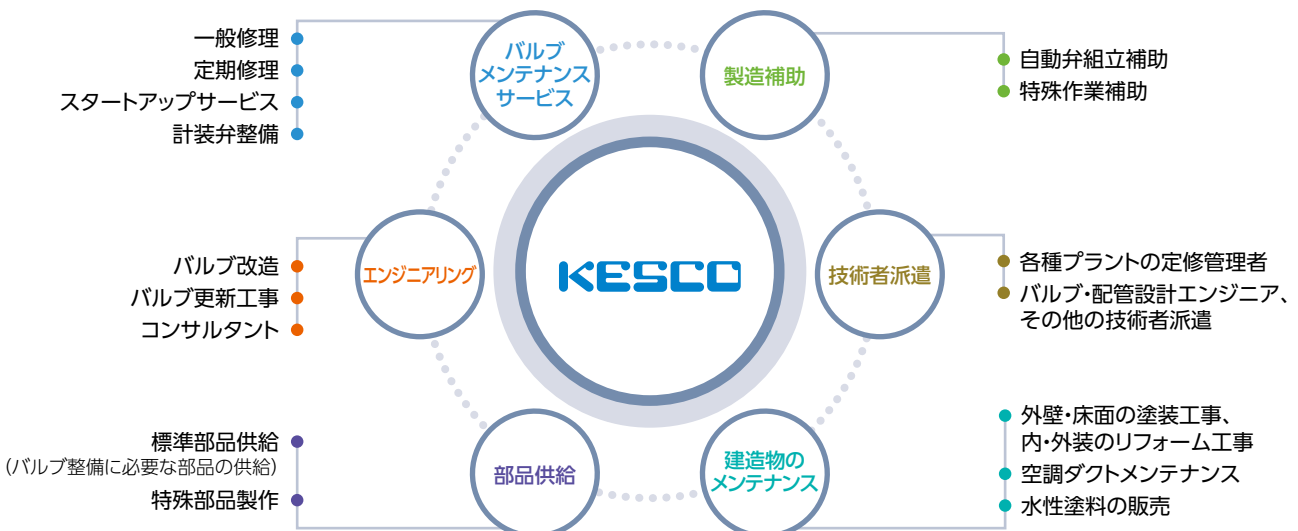 一般修理
定期修理
スタートアップサービス
計装弁整備
バルブ
メンテナンス
サービス
製造補助
自動弁組立補助
特殊作業補助
バルブ改造
バルブ更新工事
コンサルタント
エンジニアリング
KESCO
技術者派遣
各種プラントの定修管理者
バルブ・配管設計エンジニア、
その他の技術者派遣
標準部品供給
(バルブ整備に必要な部品の供給)
特殊部品製作
部品供給
建造物の
メンテナンス
外壁・床面の塗装工事、
内・外装のリフォーム工事
空調ダクトメンテナンス
水性塗料の販売